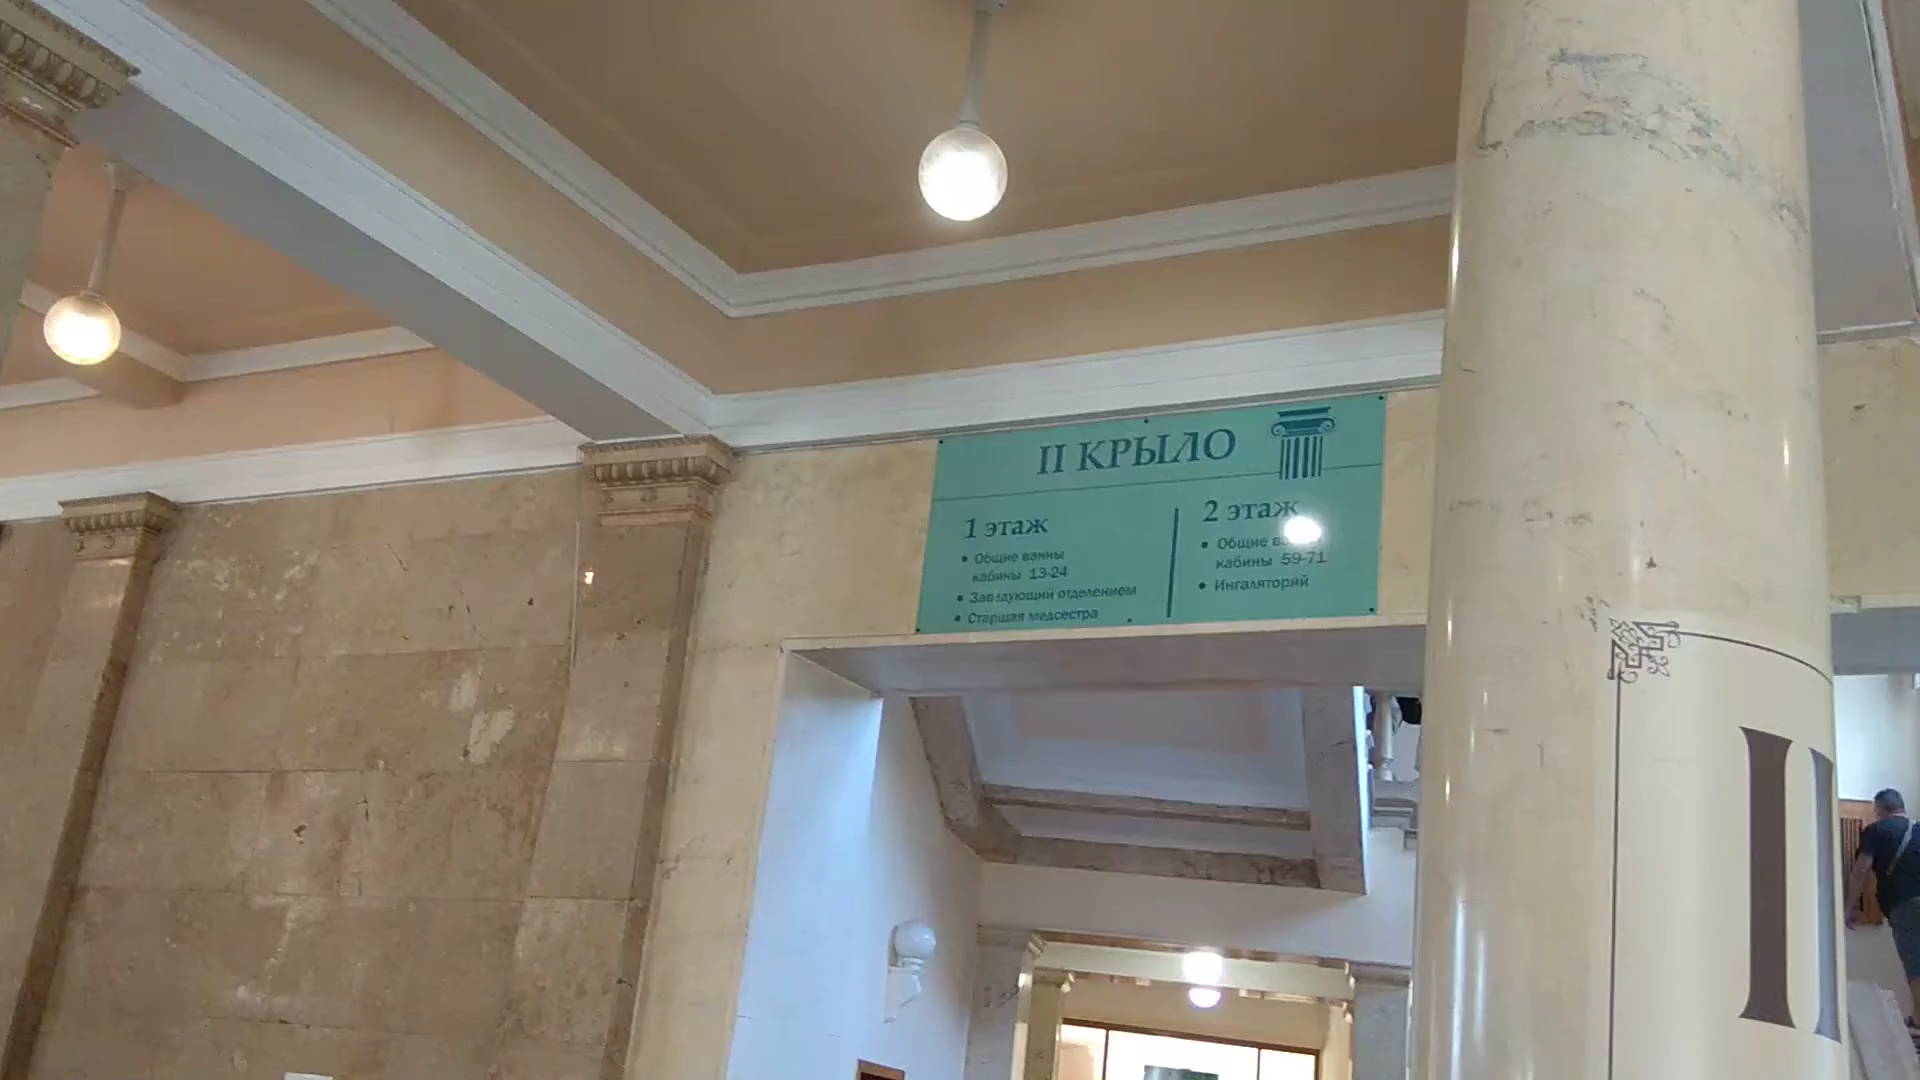 II КРЫЛО
1 этаж
• Общие ванны
кабины 13-24
• Заведующий отделением
• Старшая медсестра
2 этаж
• Общие
кабины 59-71
• Ингаляторий
II